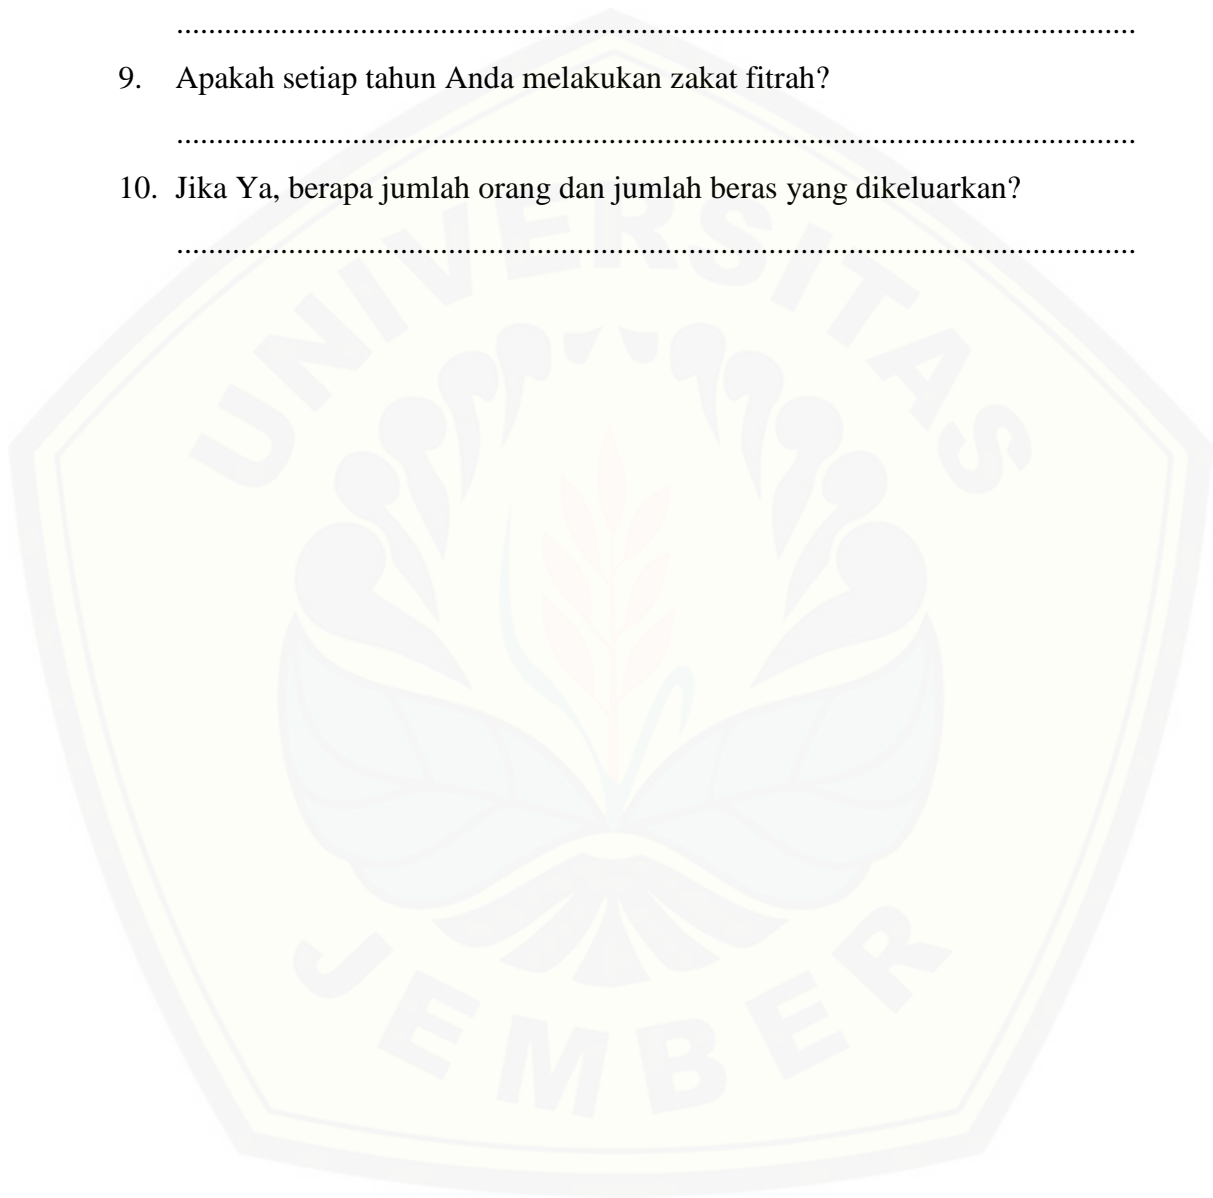 ................................................................................................................................
9. Apakah setiap tahun Anda melakukan zakat fitrah?
................................................................................................................................
10. Jika Ya, berapa jumlah orang dan jumlah beras yang dikeluarkan?
................................................................................................................................
UNIVERSITAS
JEMBER